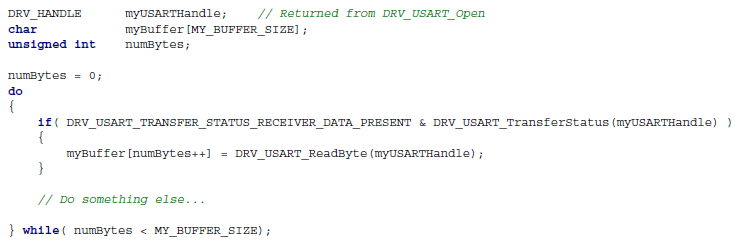 DRV_HANDLE      myUSARTHandle;    // Returned from DRV_USART_Open
char            myBuffer[MY_BUFFER_SIZE];
unsigned int    numBytes;

numBytes = 0;
do
{
    if( DRV_USART_TRANSFER_STATUS_RECEIVER_DATA_PRESENT & DRV_USART_TransferStatus(myUSARTHandle) )
    {
        myBuffer[numBytes++] = DRV_USART_ReadByte(myUSARTHandle);
    }

    // Do something else...

} while( numBytes < MY_BUFFER_SIZE);